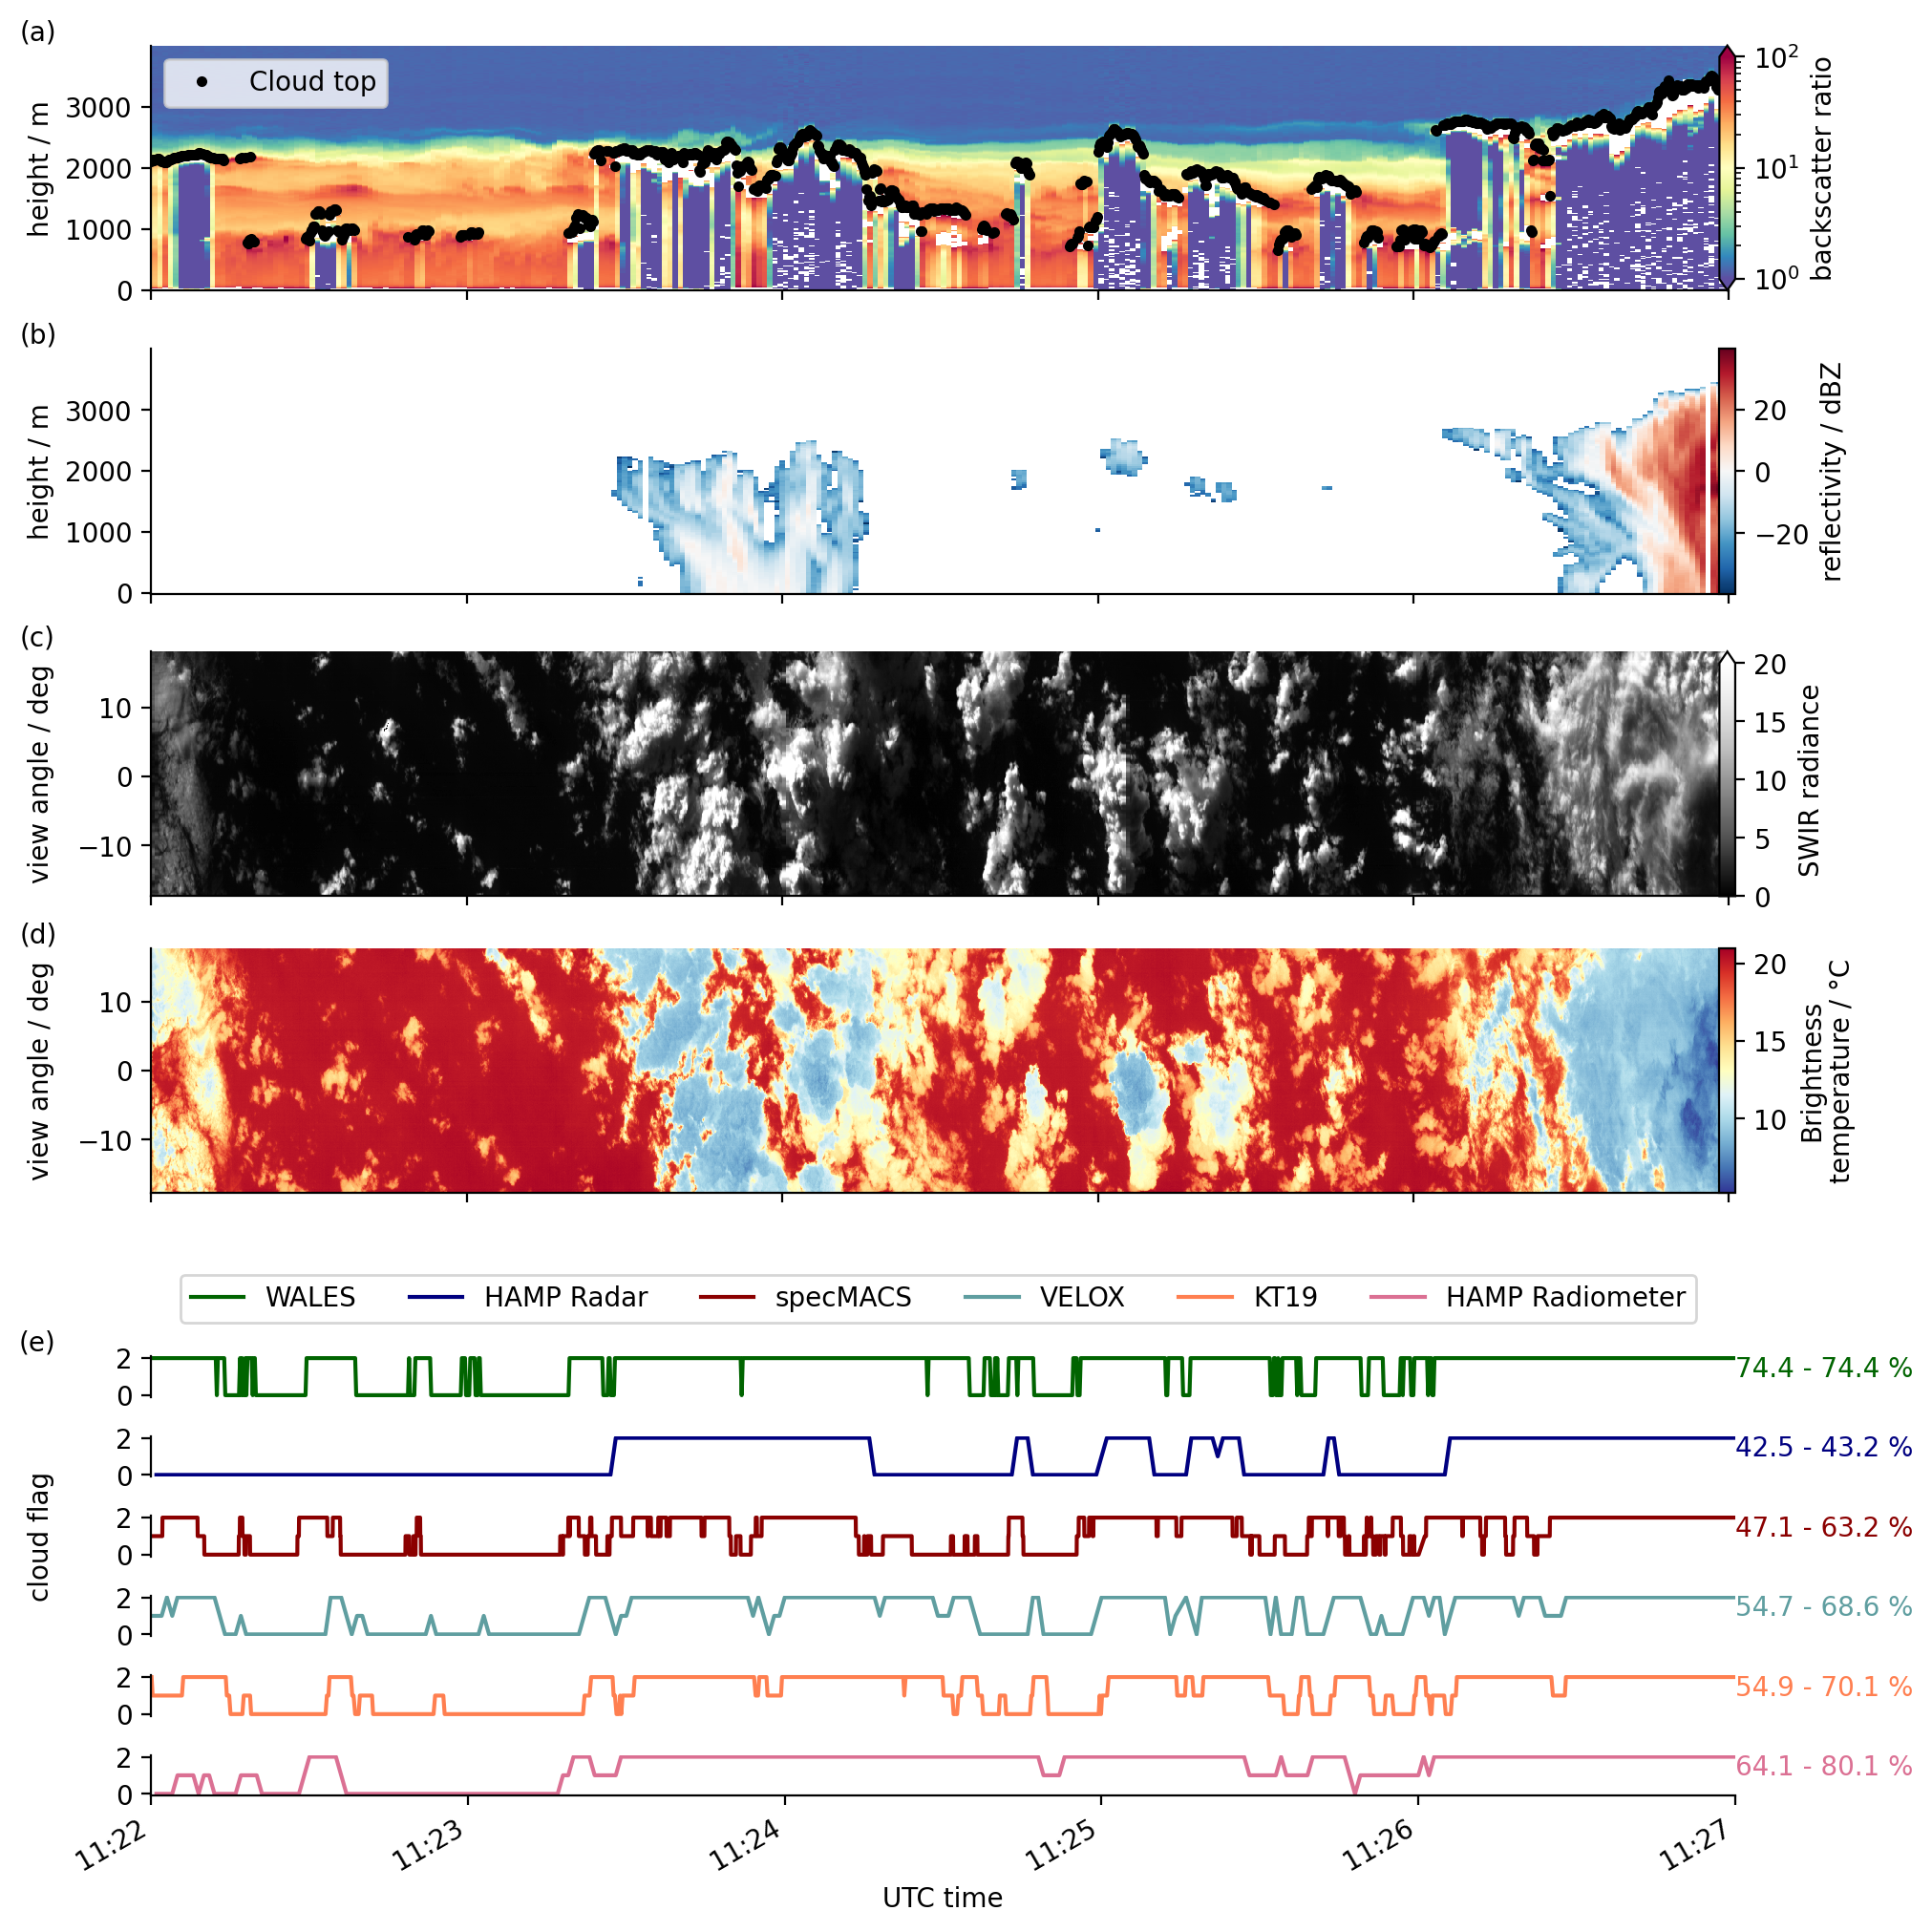 (a)
Cloud top
height / m
3000
2000
1000
0
10²
10¹
10⁰
backscatter ratio
(b)
height / m
3000
2000
1000
0
20
0
−20
reflectivity / dBZ
(c)
view angle / deg
10
0
−10
20
15
10
5
0
SWIR radiance
(d)
view angle / deg
10
0
−10
20
15
10
Brightness
temperature / °C
WALES
HAMP Radar
specMACS
VELOX
KT19
HAMP Radiometer
(e)
cloud flag
2
0
74.4 - 74.4 %
2
0
42.5 - 43.2 %
2
0
47.1 - 63.2 %
2
0
54.7 - 68.6 %
2
0
54.9 - 70.1 %
2
0
64.1 - 80.1 %
11:22
11:23
11:24
11:25
11:26
11:27
UTC time